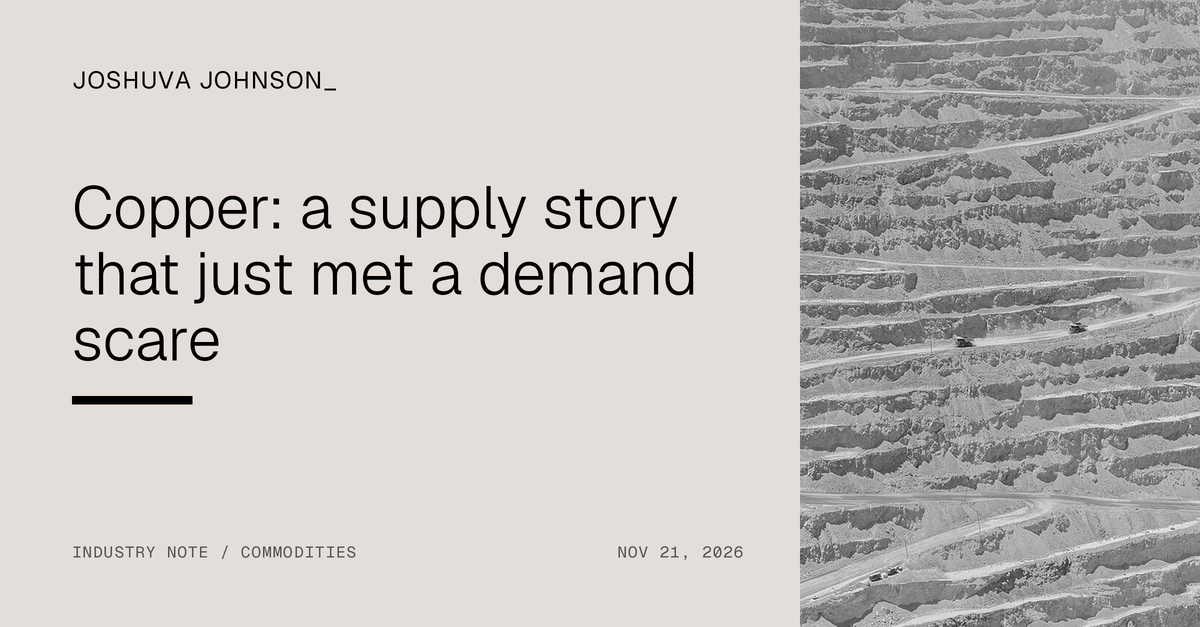 JOSHUVA JOHNSON_
Copper: a supply story
that just met a demand
scare
INDUSTRY NOTE / COMMODITIES
NOV 21, 2026